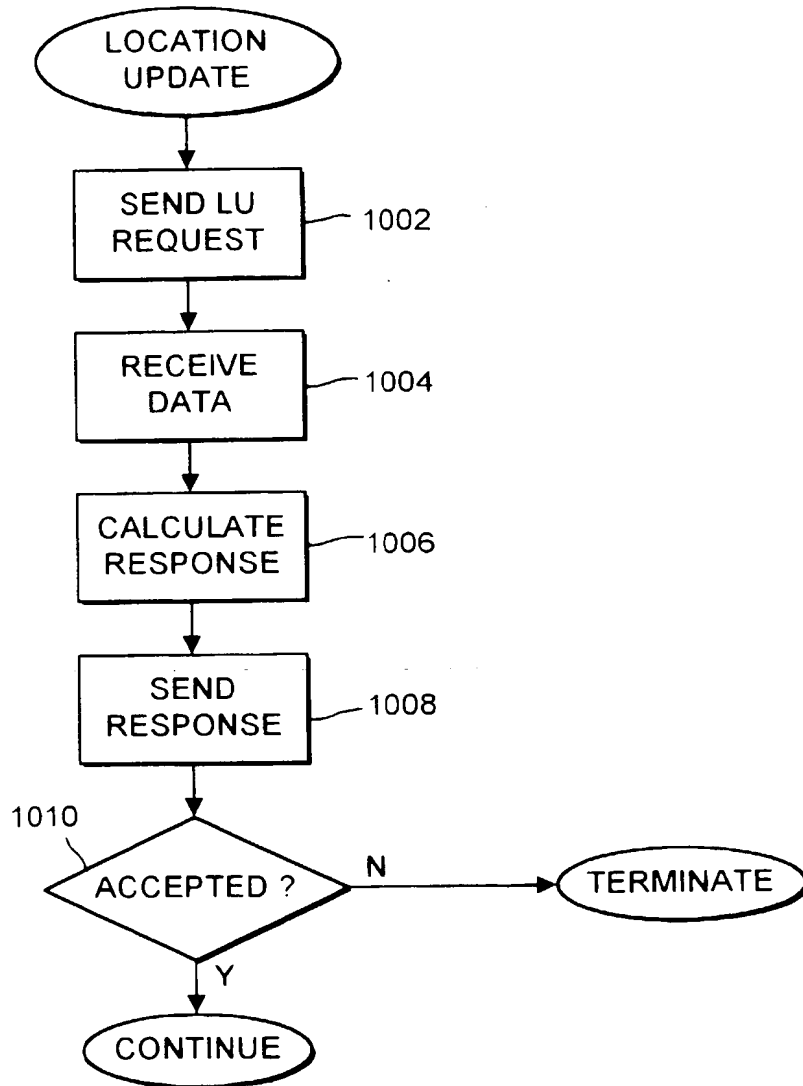 LOCATION
UPDATE
SEND LU
REQUEST
1002
RECEIVE
DATA
1004
CALCULATE
RESPONSE
1006
SEND
RESPONSE
1008
1010
ACCEPTED ?
N
TERMINATE
Y
CONTINUE